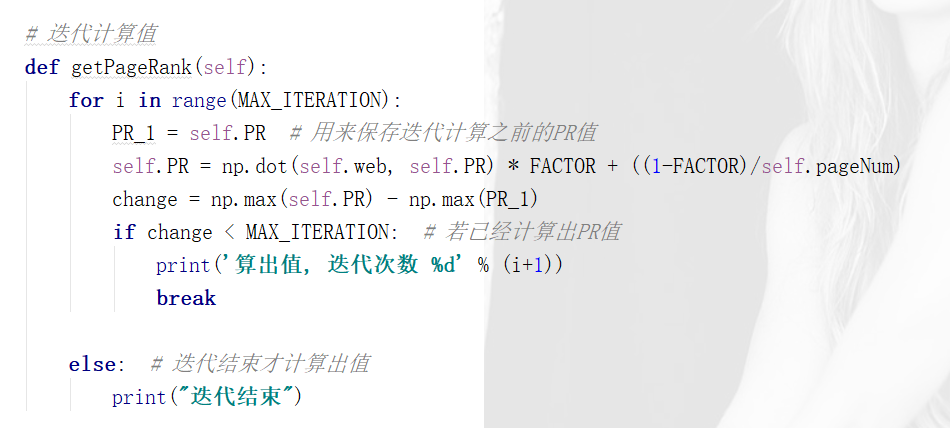 # 迭代计算值
def getPageRank(self):
for i in range(MAX_ITERATION):
PR_1 = self.PR # 用来保存迭代计算之前的PR值
self.PR = np.dot(self.web, self.PR) * FACTOR + ((1-FACTOR)/self.pageNum)
change = np.max(self.PR) - np.max(PR_1)
if change < MAX_ITERATION: # 若已经计算出PR值
print('算出值, 迭代次数 %d' % (i+1))
break
else: # 迭代结束才计算出值
print("迭代结束")